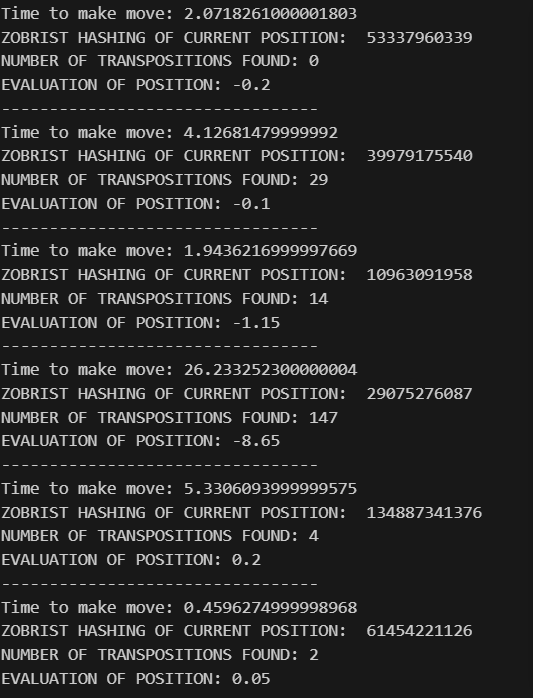 Time to make move: 2.0718261000001803
ZOBRIST HASHING OF CURRENT POSITION:  53337960339
NUMBER OF TRANSPOSITIONS FOUND: 0
EVALUATION OF POSITION: -0.2
---------------------------------
Time to make move: 4.12681479999992
ZOBRIST HASHING OF CURRENT POSITION:  39979175540
NUMBER OF TRANSPOSITIONS FOUND: 29
EVALUATION OF POSITION: -0.1
---------------------------------
Time to make move: 1.9436216999997669
ZOBRIST HASHING OF CURRENT POSITION:  10963091958
NUMBER OF TRANSPOSITIONS FOUND: 14
EVALUATION OF POSITION: -1.15
---------------------------------
Time to make move: 26.233252300000004
ZOBRIST HASHING OF CURRENT POSITION:  29075276087
NUMBER OF TRANSPOSITIONS FOUND: 147
EVALUATION OF POSITION: -8.65
---------------------------------
Time to make move: 5.3306093999999575
ZOBRIST HASHING OF CURRENT POSITION:  134887341376
NUMBER OF TRANSPOSITIONS FOUND: 4
EVALUATION OF POSITION: 0.2
---------------------------------
Time to make move: 0.4596274999998968
ZOBRIST HASHING OF CURRENT POSITION:  61454221126
NUMBER OF TRANSPOSITIONS FOUND: 2
EVALUATION OF POSITION: 0.05